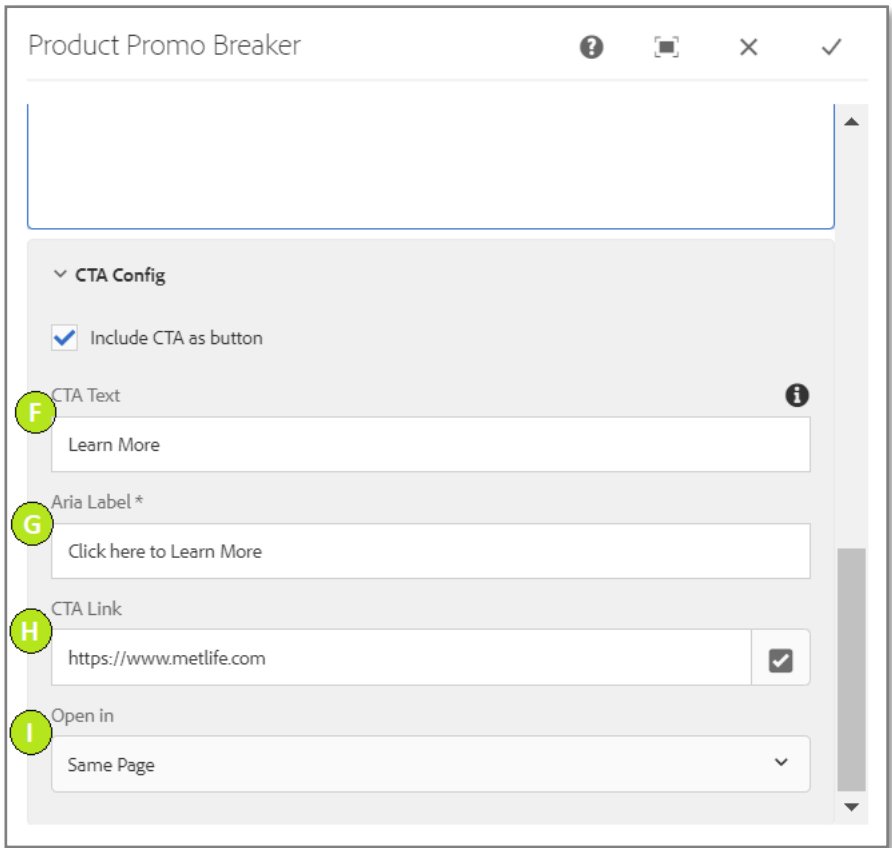 Product Promo Breaker
CTA Config
Include CTA as button
CTA Text
F
Learn More
Aria Label *
G
Click here to Learn More
CTA Link
H
https://www.metlife.com
Open in
I
Same Page